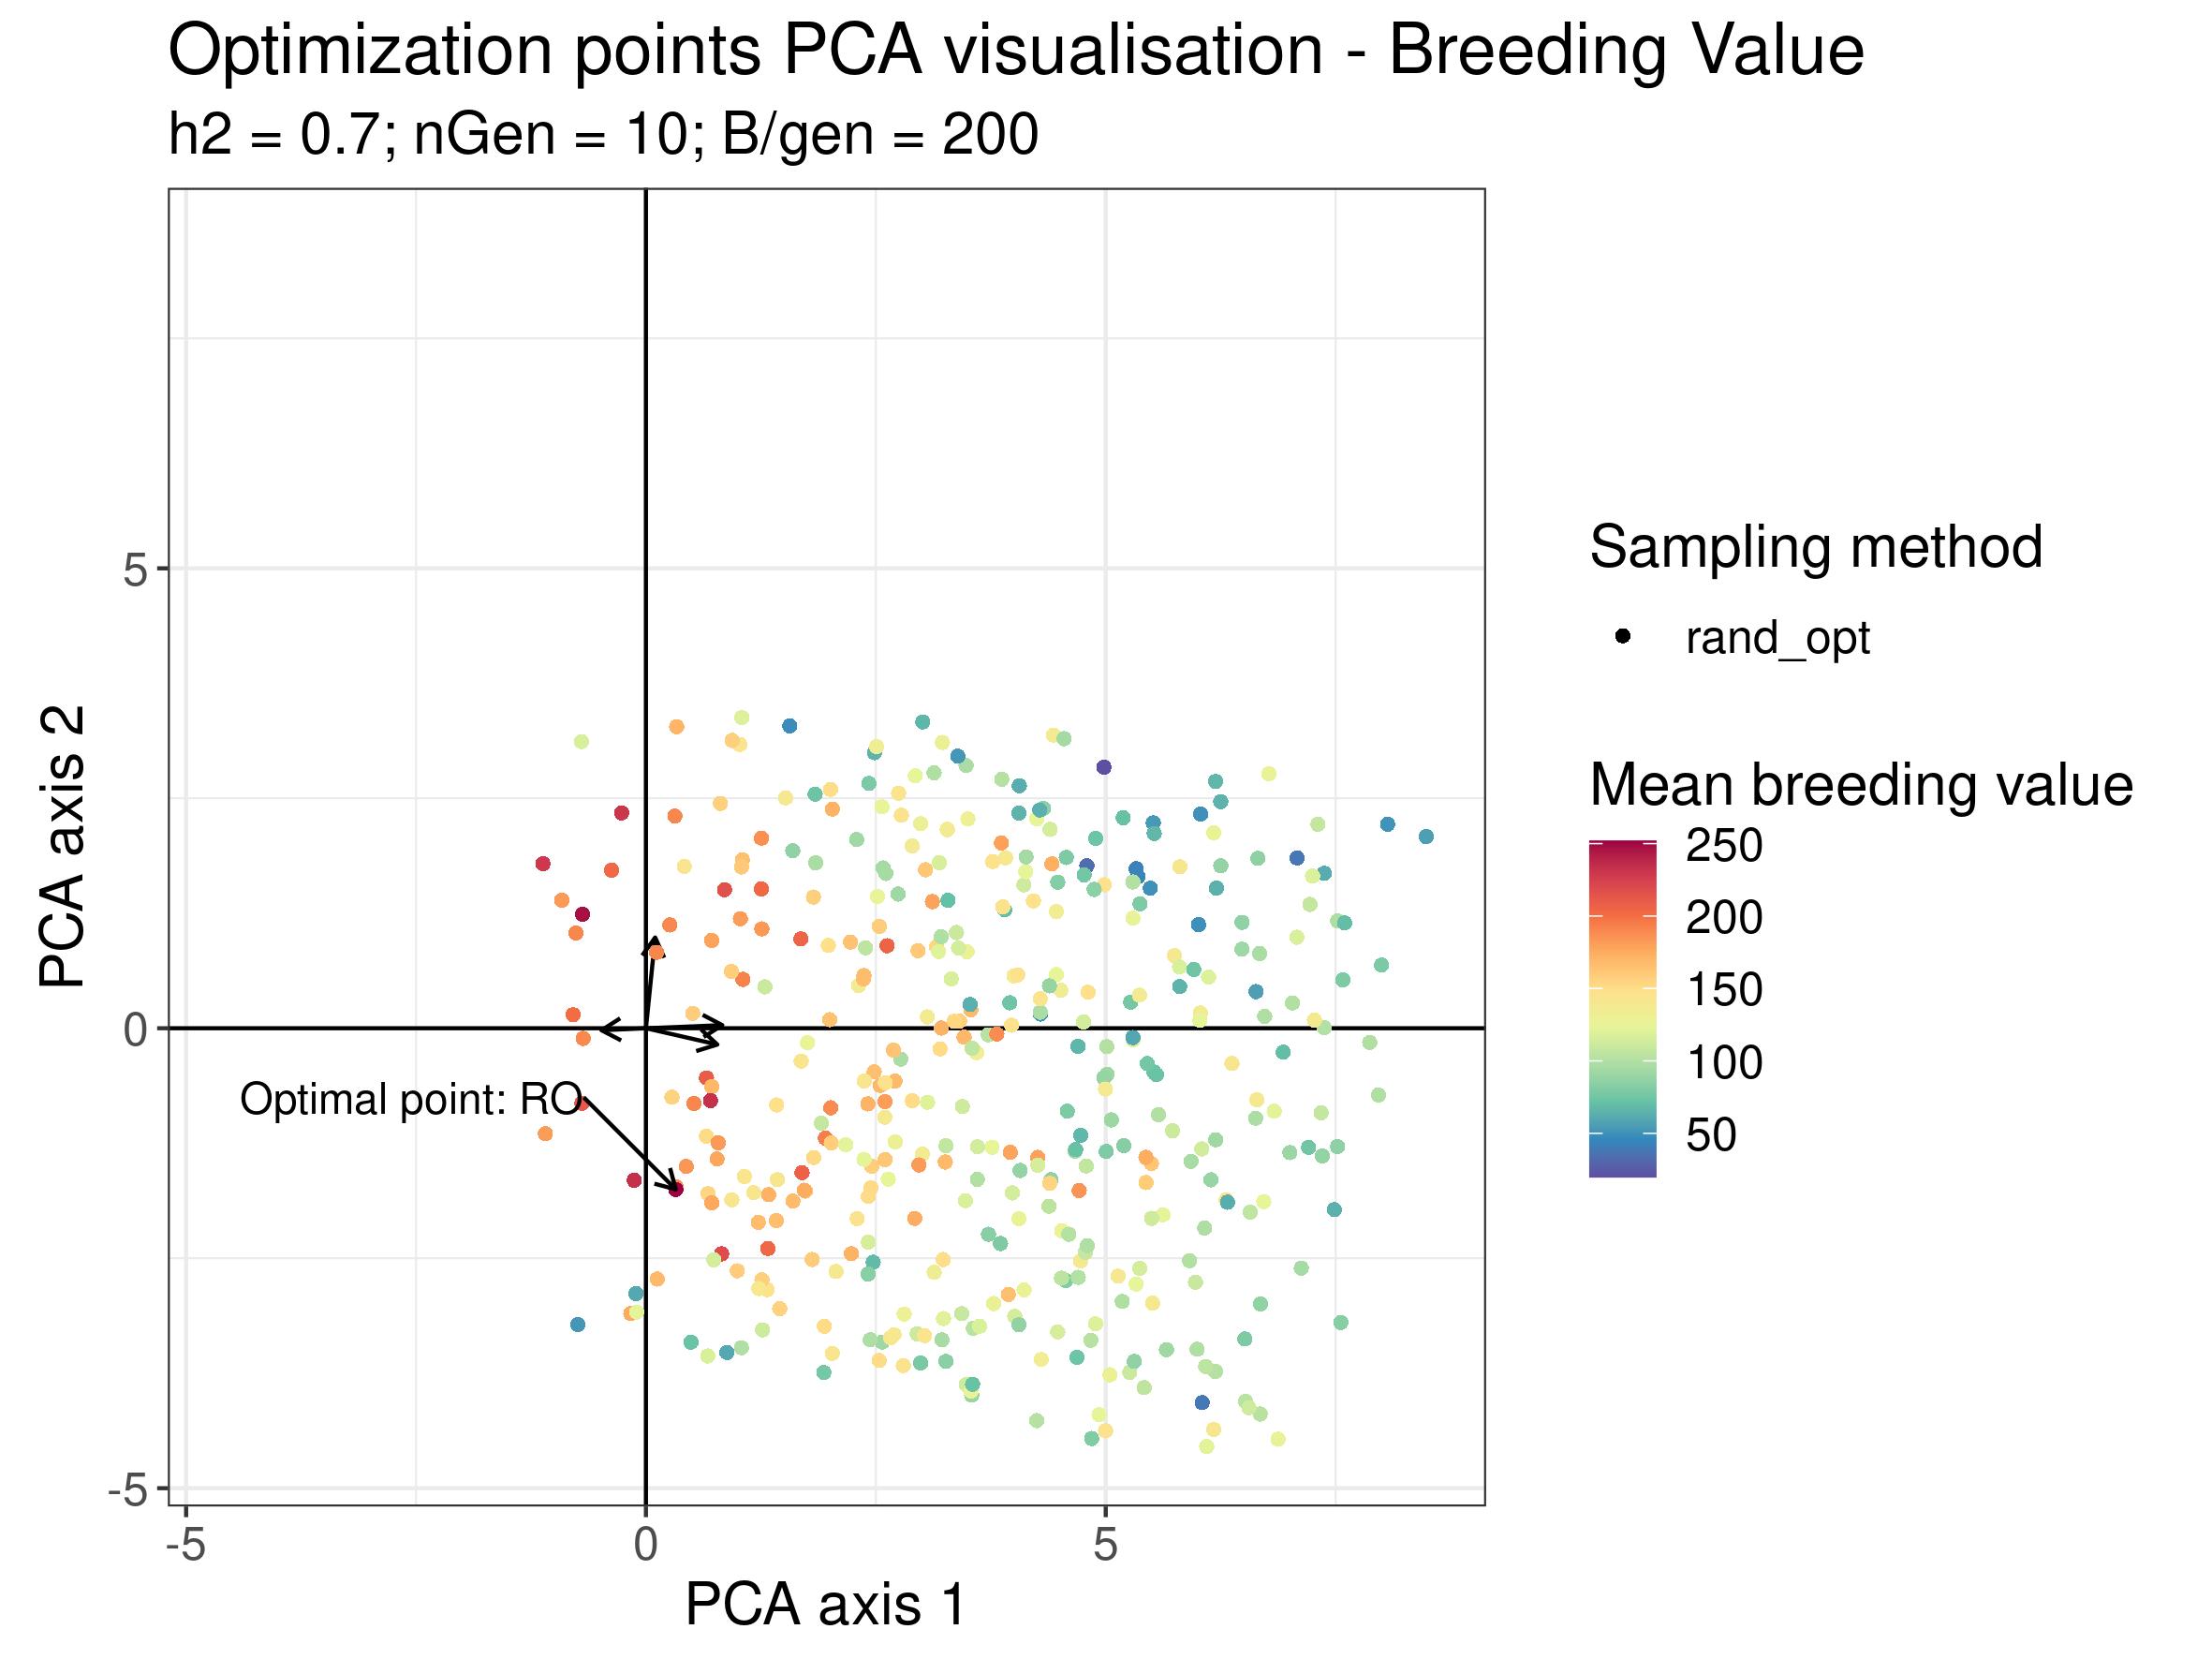 Optimization points PCA visualisation - Breeding Value
h2 = 0.7; nGen = 10; B/gen = 200
PCA axis 2
5
0
-5
Optimal point: RO
-5
0
5
PCA axis 1
Sampling method
rand_opt
Mean breeding value
250
200
150
100
50